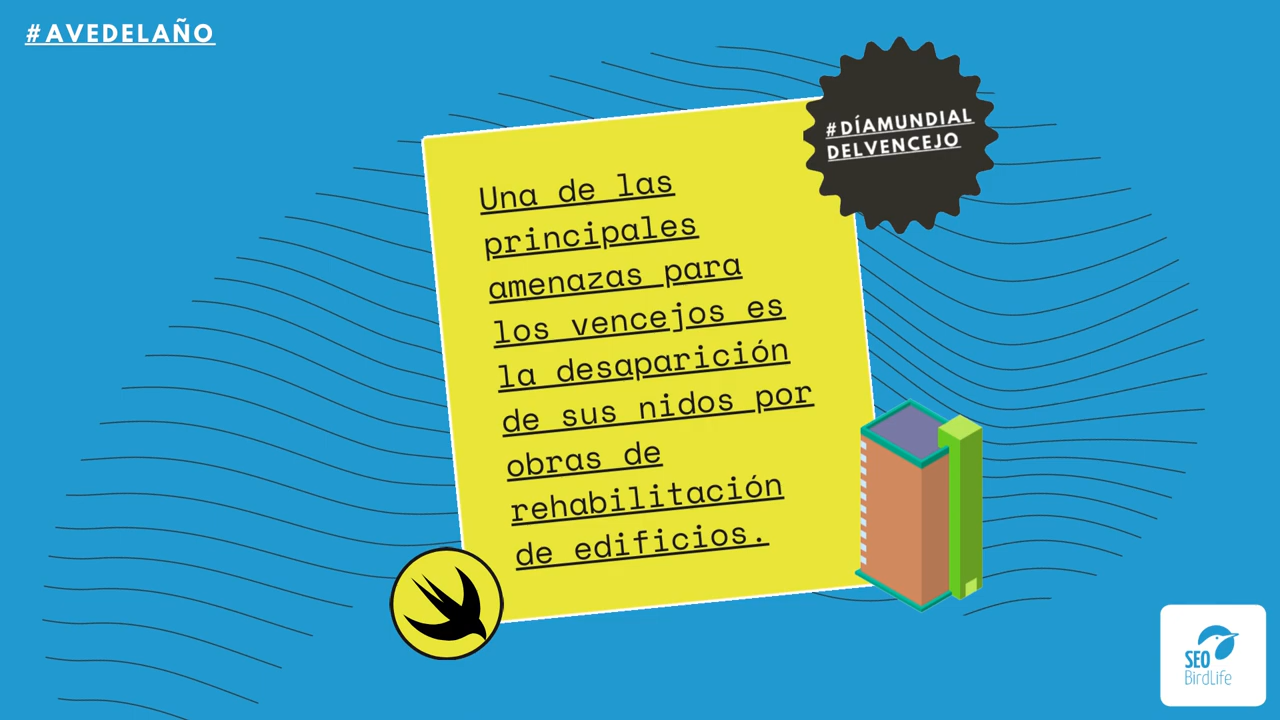 #AVEDELAÑO
#DÍAMUNDIAL
DELVENCEJO
Una de las
principales
amenazas para
los vencejos es
la desaparición
de sus nidos por
obras de
rehabilitación
de edificios.
SEO
BirdLife